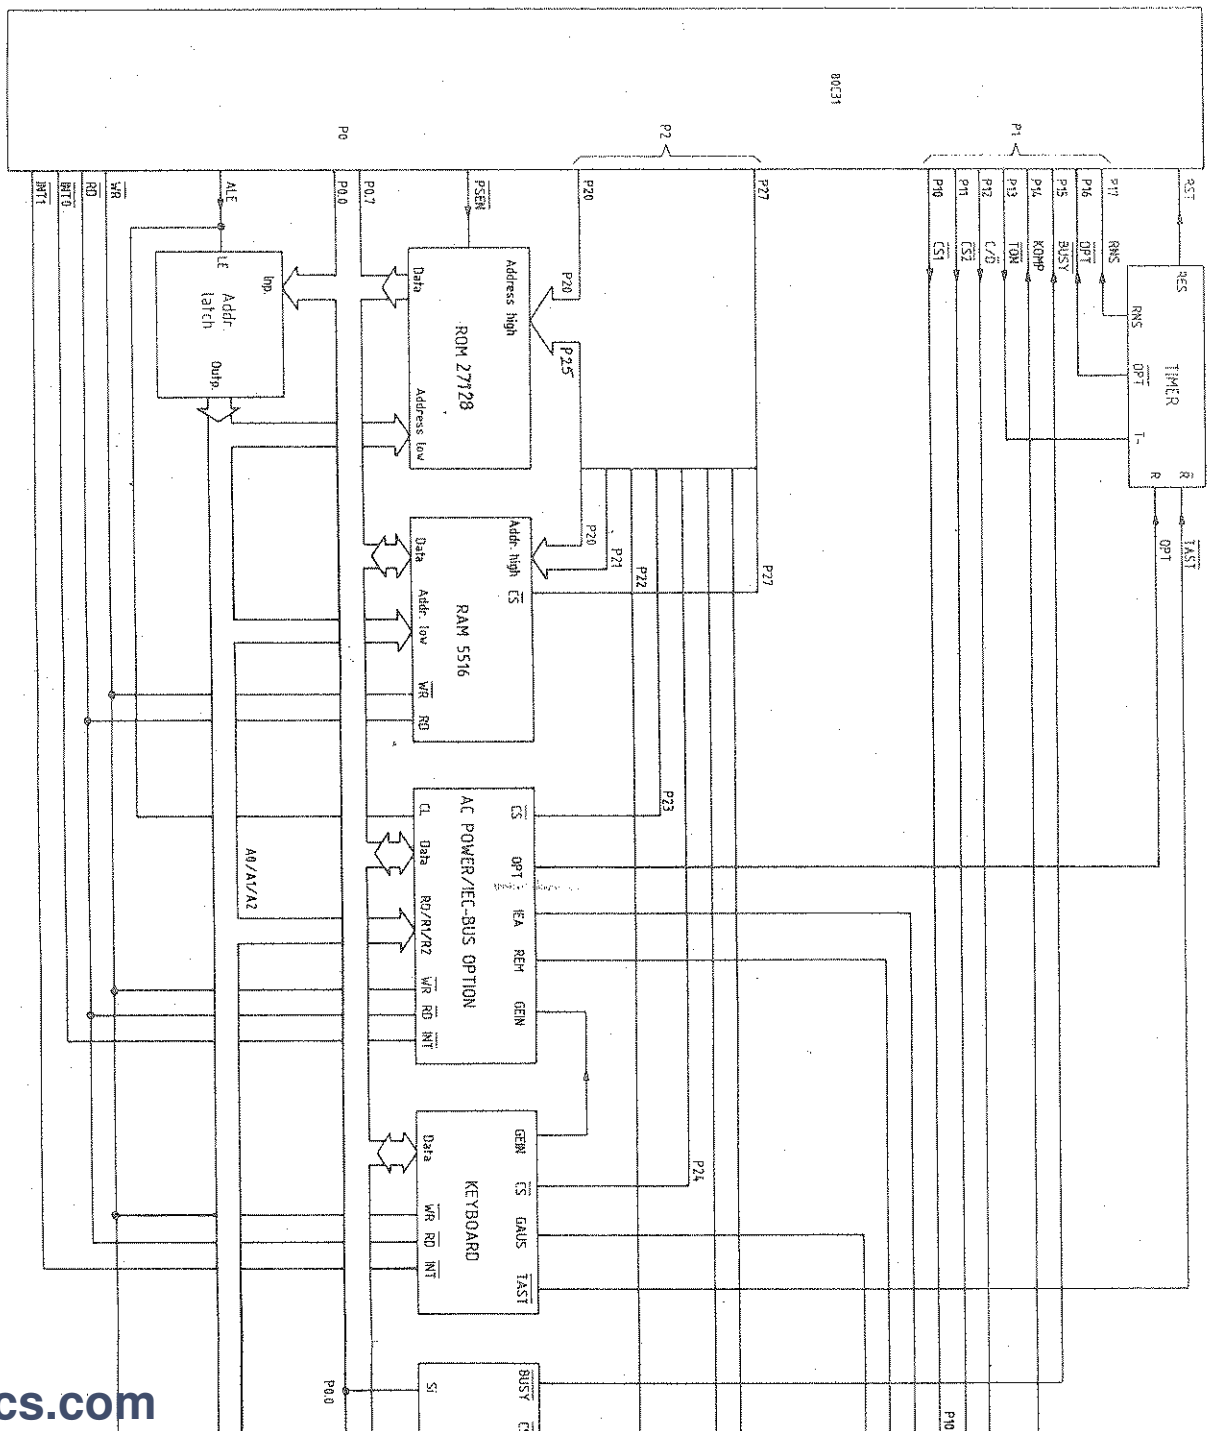 80C31
P0
P2
P1
INT1
INT0
RD
WR
ALE
P0.0
P0.7
PSEN
P20
P27
P10
P11
P12
P13
P14
P15
P16
P17
RST
CS1
CS2
C/D
TON
KOMP
BUSY
OPT
RNS
RES
RNS
OPT
T~
R
R
TIMER
OPT
TAST
LE
Inp.
Addr.
latch
Outp.
Data
Address high
ROM 27128
Address low
P20
P25
Data
Addr. high
CS
RAM 5516
Addr. low
WR
RD
P20
P21
P22
P27
CL
Data
AC POWER/IEC-BUS OPTION
R0/R1/R2
WR
RD
INT
CS
OPT
IEA
REM
GEIN
P23
A0/A1/A2
Data
KEYBOARD
WR
RD
INT
GEIN
CS
GAUS
TAST
P24
P0.0
Si
BUSY
P10
cs.com